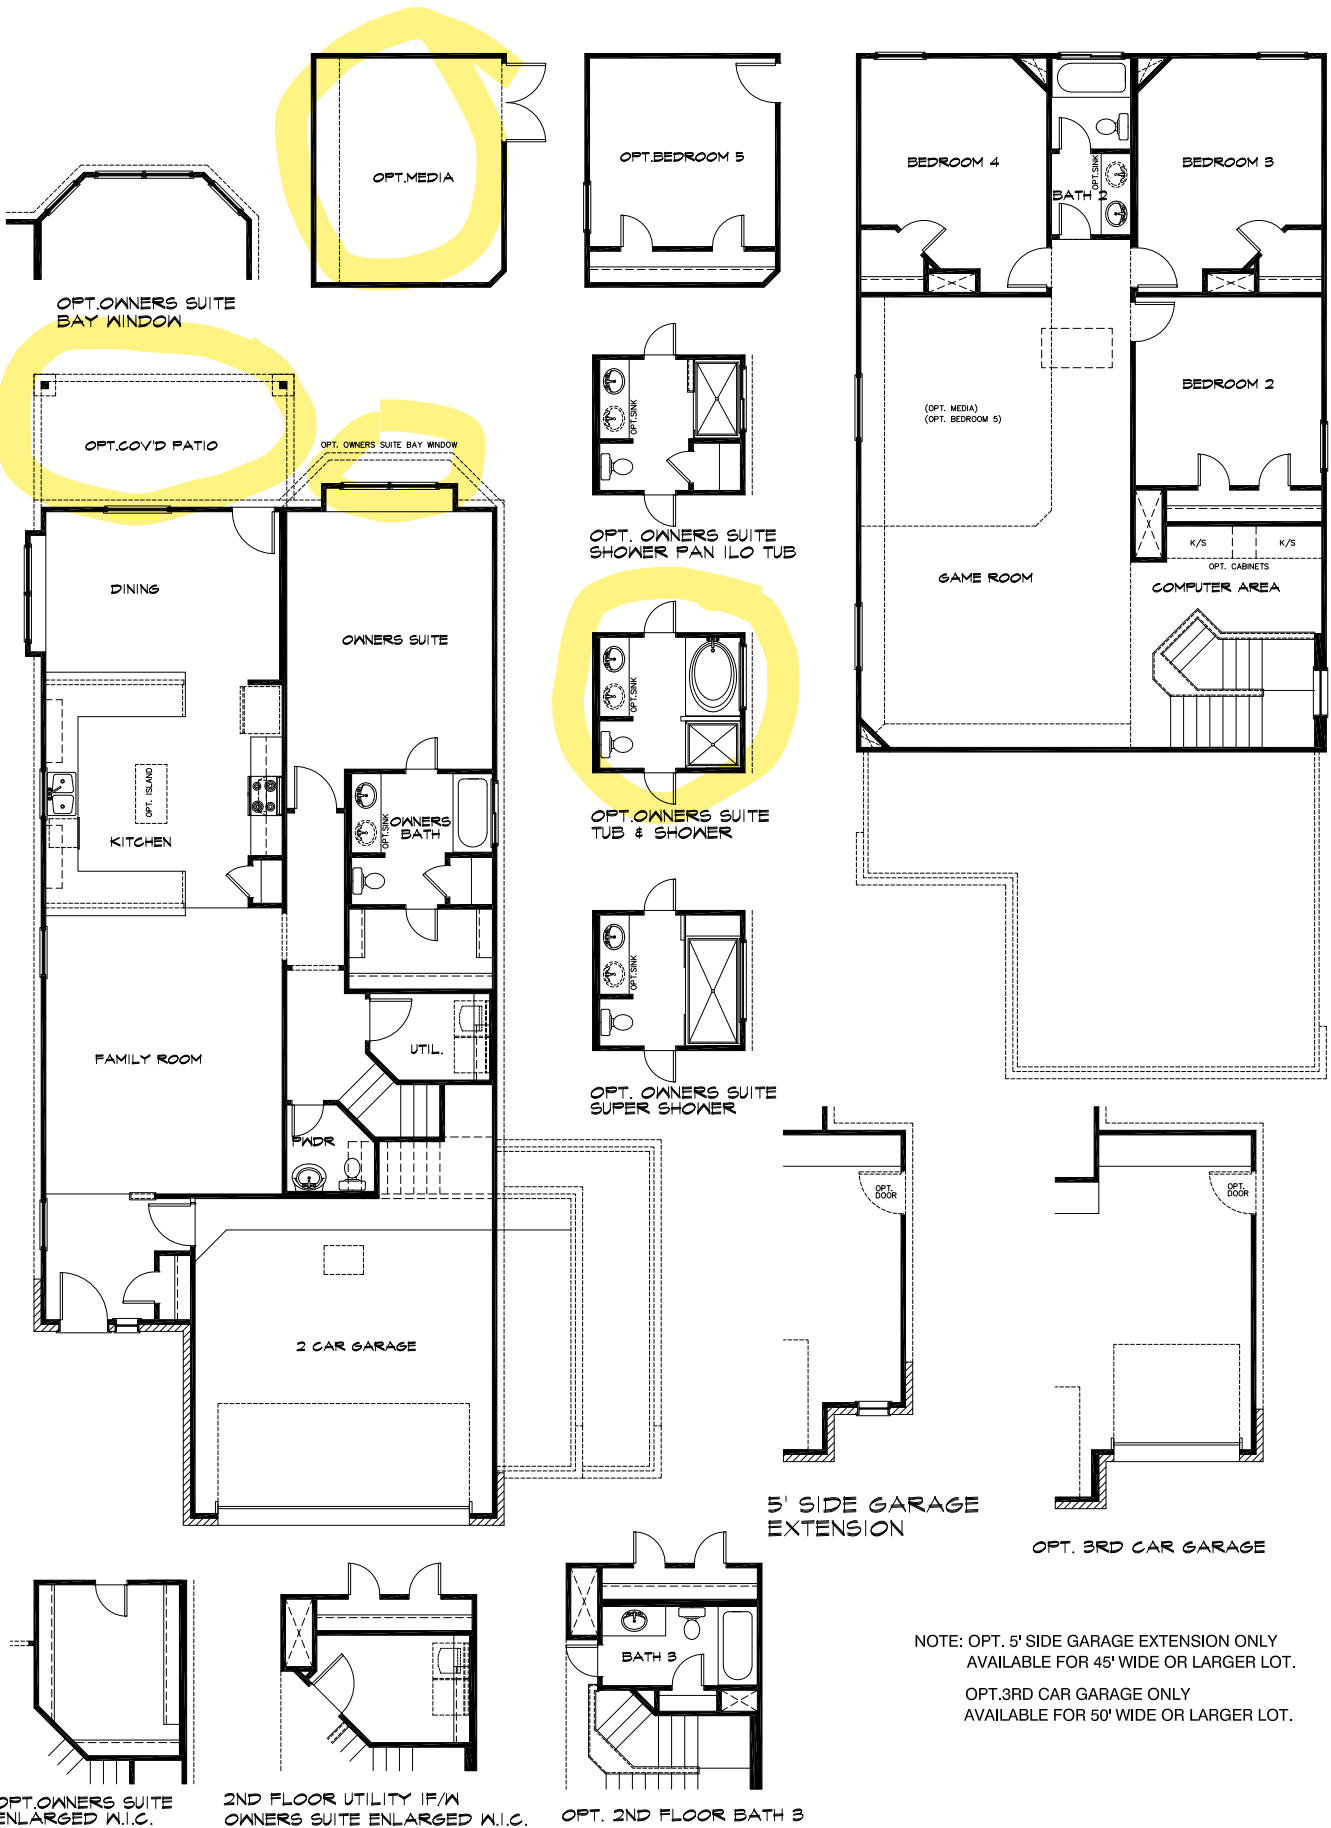 OPT.MEDIA
OPT.BEDROOM 5
BEDROOM 4
OPT.SINK
BATH 2
BEDROOM 3
OPT.OWNERS SUITE
BAY WINDOW
OPT.COV'D PATIO
OPT. OWNERS SUITE BAY WINDOW
OPT.SINK
OPT. OWNERS SUITE
SHOWER PAN ILO TUB
BEDROOM 2
(OPT. MEDIA)
(OPT. BEDROOM 5)
K/S
K/S
OPT. CABINETS
COMPUTER AREA
GAME ROOM
DINING
OWNERS SUITE
OPT.SINK
OPT.OWNERS SUITE
TUB & SHOWER
OPT. ISLAND
KITCHEN
OPT.SINK
OWNERS
BATH
OPT.SINK
OPT. OWNERS SUITE
SUPER SHOWER
FAMILY ROOM
UTIL.
PWDR
OPT.
DOOR
OPT.
DOOR
2 CAR GARAGE
5' SIDE GARAGE
EXTENSION
OPT. 3RD CAR GARAGE
BATH 3
NOTE: OPT. 5' SIDE GARAGE EXTENSION ONLY
AVAILABLE FOR 45' WIDE OR LARGER LOT.
OPT.3RD CAR GARAGE ONLY
AVAILABLE FOR 50' WIDE OR LARGER LOT.
OPT.OWNERS SUITE
ENLARGED W.I.C.
2ND FLOOR UTILITY IF/W
OWNERS SUITE ENLARGED W.I.C.
OPT. 2ND FLOOR BATH 3